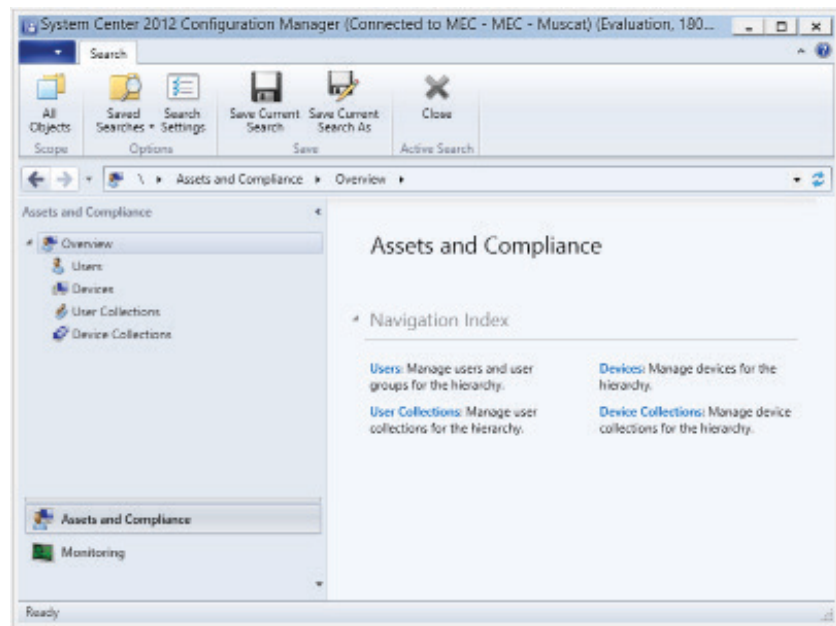 System Center 2012 Configuration Manager (Connected to MEC - MEC - Muscat) (Evaluation, 180...
Search
All Objects
Saved Searches
Search Settings
Save Current Search
Save Current Search As
Close
Scope
Options
Save
Active Search
\ Assets and Compliance Overview
Assets and Compliance
Overview
Users
Devices
User Collections
Device Collections
Assets and Compliance
Navigation Index
Users: Manage users and user
groups for the hierarchy.
Devices: Manage devices for the
hierarchy.
User Collections: Manage user
collections for the hierarchy.
Device Collections: Manage device
collections for the hierarchy.
Assets and Compliance
Monitoring
Ready